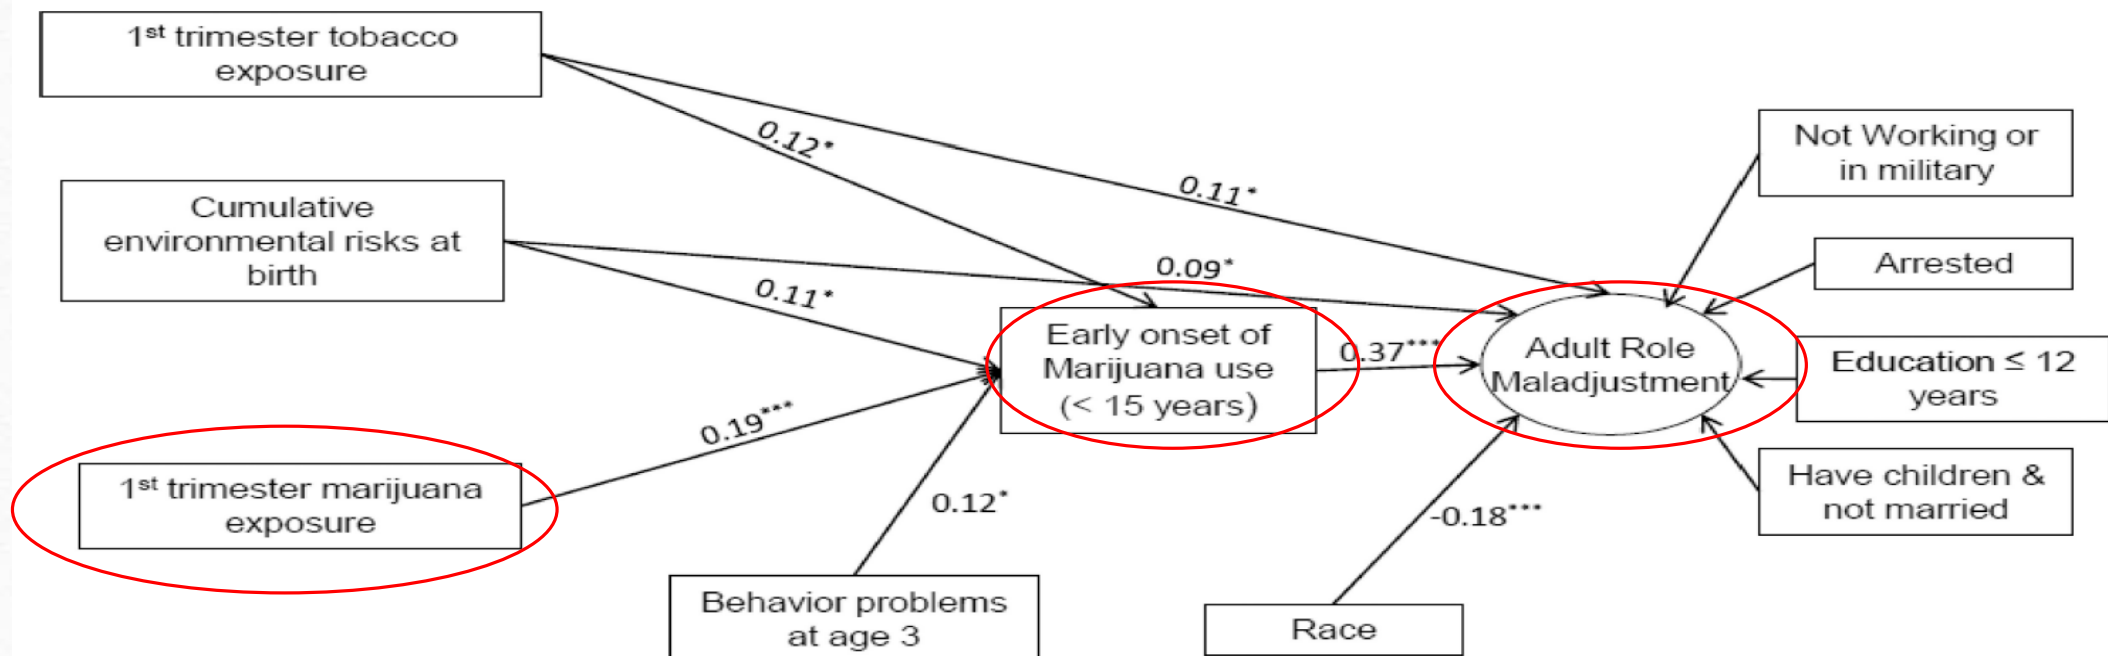 1st trimester tobacco
exposure
0.12*
0.11*
Not Working or
in military
Cumulative
environmental risks at
birth
0.09*
0.11*
Arrested
Early onset of
Marijuana use
(< 15 years)
0.37***
Adult Role
Maladjustment
Education ≤ 12
years
0.19***
1st trimester marijuana
exposure
0.12*
-0.18***
Have children &
not married
Behavior problems
at age 3
Race